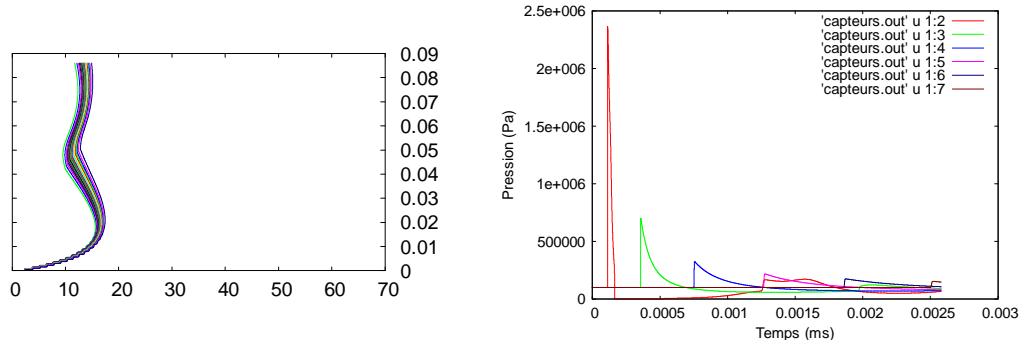 0.09
0.08
0.07
0.06
0.05
0.04
0.03
0.02
0.01
0
0 10 20 30 40 50 60 70
2.5e+006
2e+006
1.5e+006
1e+006
500000
0
Pression (Pa)
'capteurs.out' u 1:2
'capteurs.out' u 1:3
'capteurs.out' u 1:4
'capteurs.out' u 1:5
'capteurs.out' u 1:6
'capteurs.out' u 1:7
0 0.0005 0.001 0.0015 0.002 0.0025 0.003
Temps (ms)